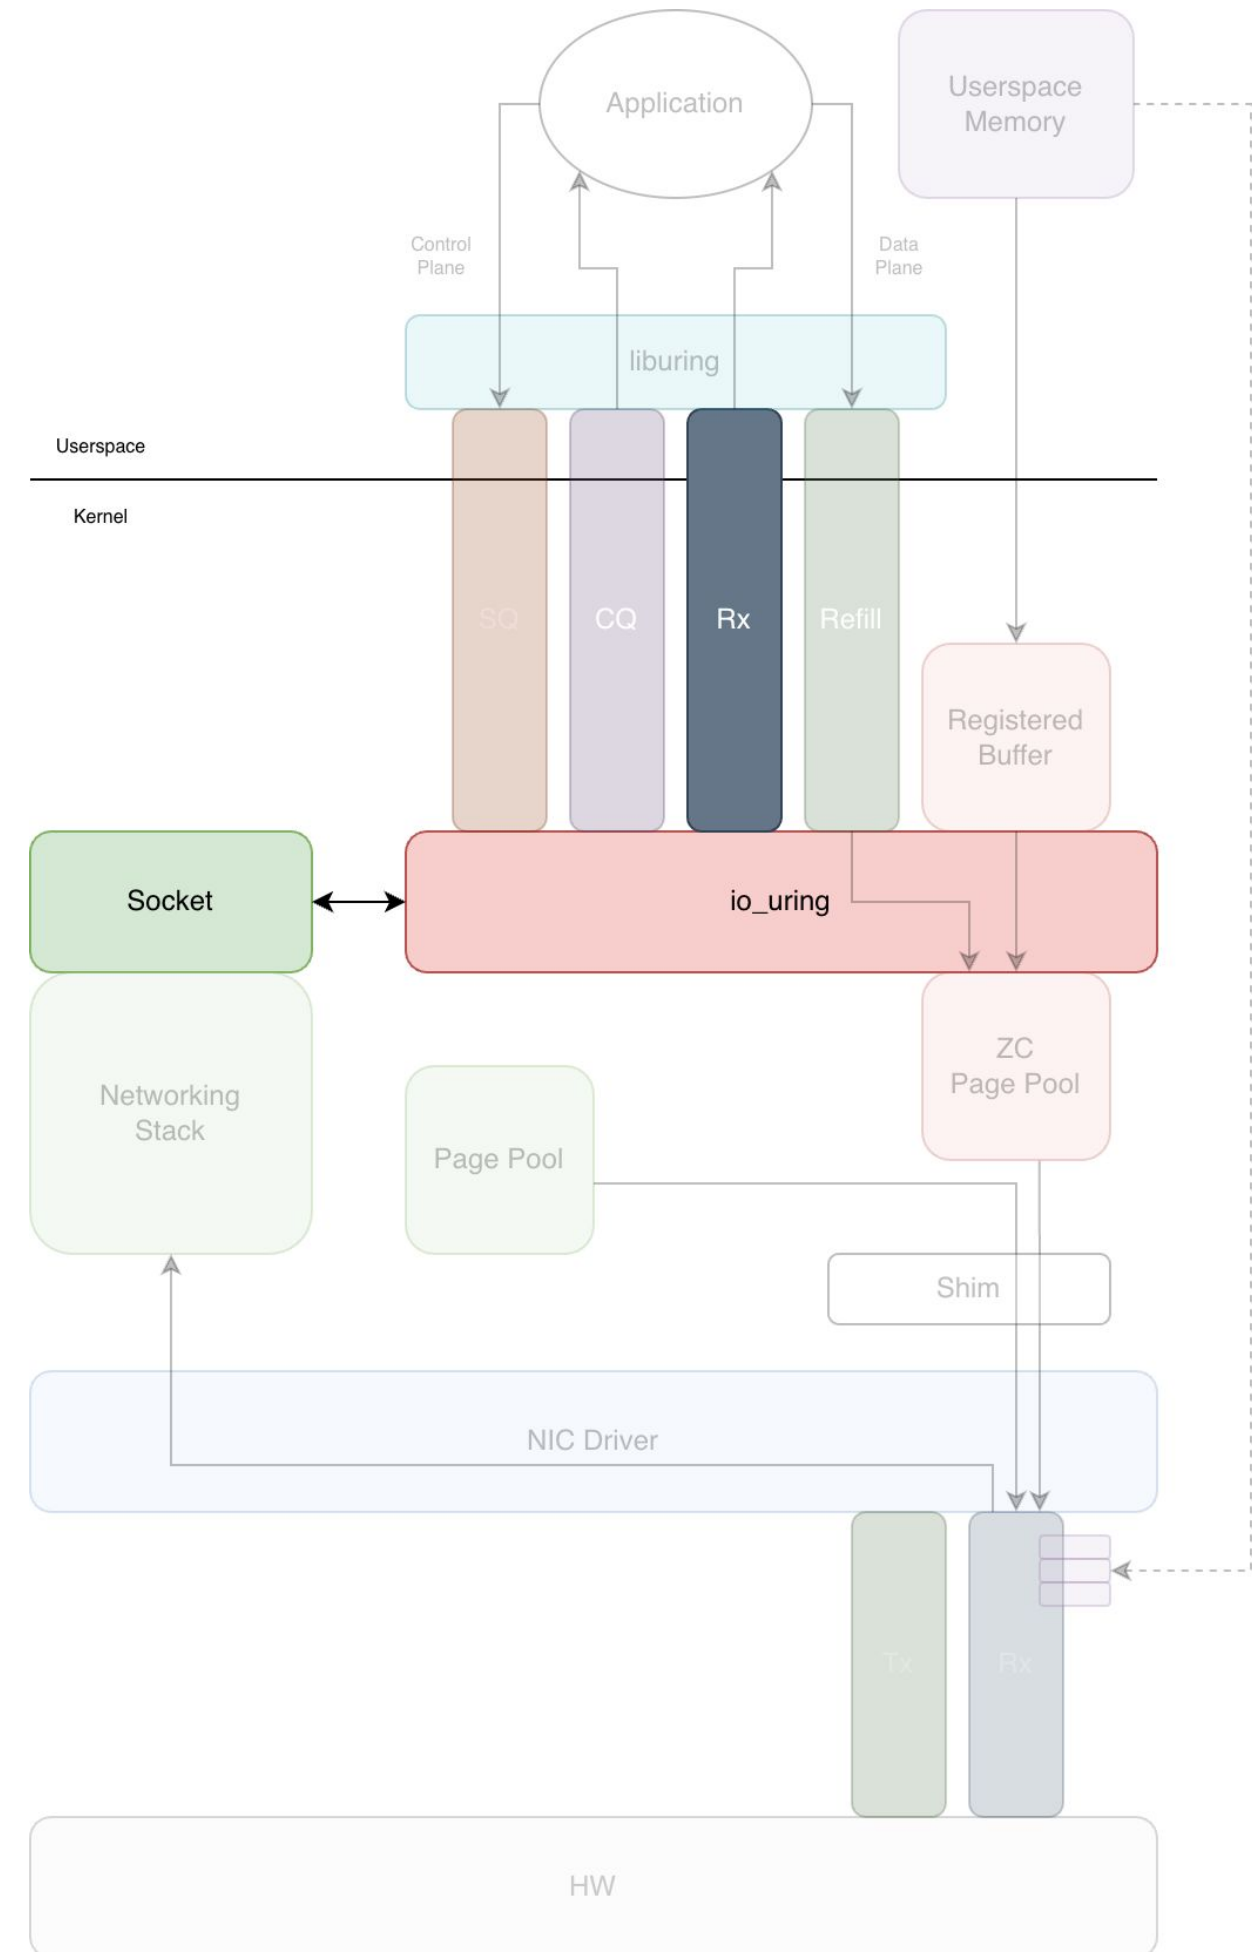 Application
Userspace
Memory
Control
Plane
Data
Plane
liburing
Userspace
Kernel
SQ
CQ
Rx
Refill
Registered
Buffer
Socket
io_uring
ZC
Page Pool
Networking
Stack
Page Pool
Shim
NIC Driver
Tx
Rx
HW